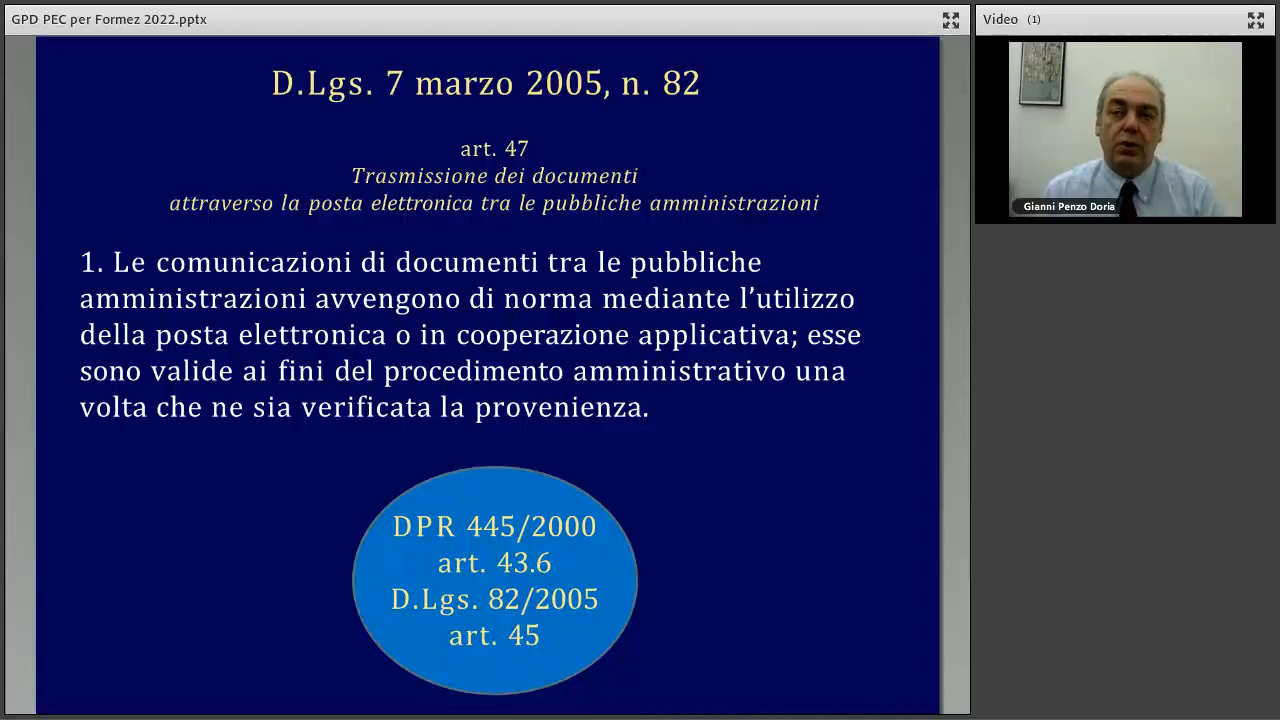 GPD PEC per Formez 2022.pptx
Video (1)
D.Lgs. 7 marzo 2005, n. 82
art. 47
Trasmissione dei documenti
attraverso la posta elettronica tra le pubbliche amministrazioni
1. Le comunicazioni di documenti tra le pubbliche
amministrazioni avvengono di norma mediante l’utilizzo
della posta elettronica o in cooperazione applicativa; esse
sono valide ai fini del procedimento amministrativo una
volta che ne sia verificata la provenienza.
DPR 445/2000
art. 43.6
D.Lgs. 82/2005
art. 45
Gianni Penzo Doria